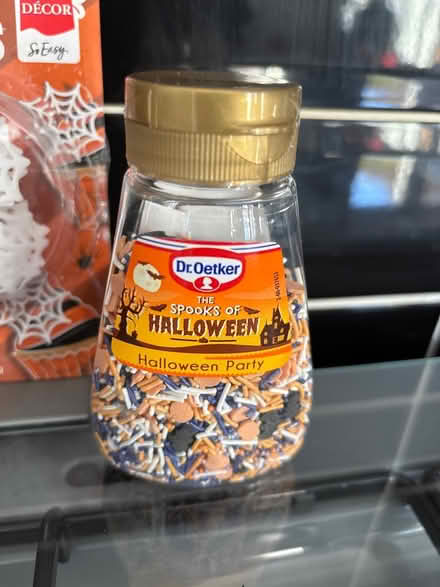 DÉCOR
So Easy.
Dr.Oetker
THE
SPOOKS OF
HALLOWEEN
Halloween Party